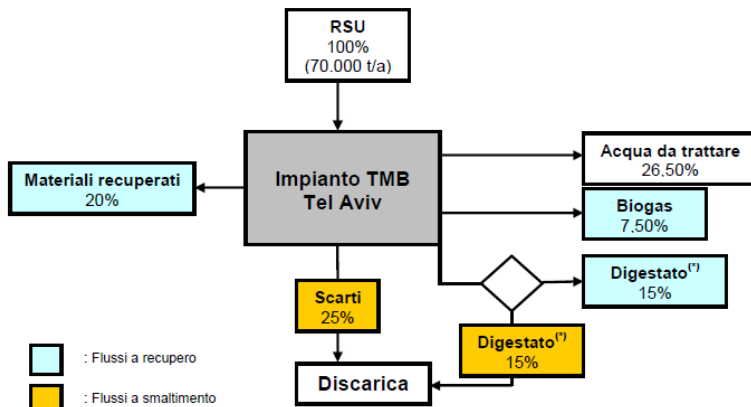 RSU
100%
(70.000 t/a)
Materiali recuperati
20%
Impianto TMB
Tel Aviv
Acqua da trattare
26,50%
Biogas
7,50%
Digestato(*)
15%
Scarti
25%
Digestato(*)
15%
Discarica
: Flussi a recupero
: Flussi a smaltimento